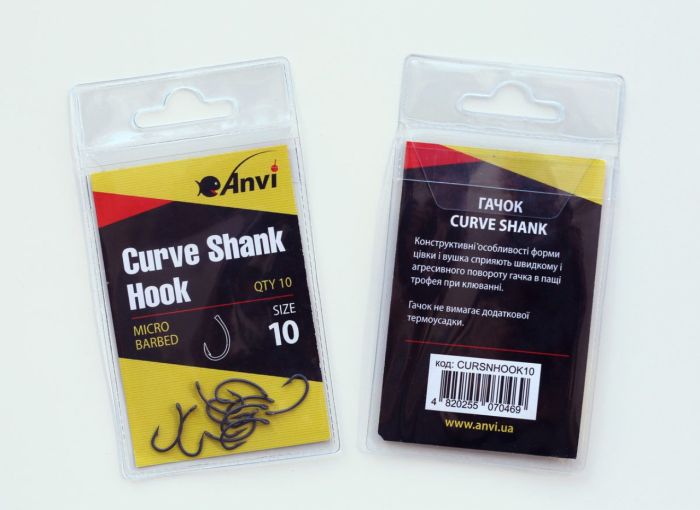 Anvi
Curve Shank
Hook
QTY 10
MICRO
BARBED
SIZE
10
ГАЧОК
CURVE SHANK
Конструктивні особливості форми
цівки і вушка сприяють швидкому і
агресивного повороту гачка в пащі
трофея при клюванні.
Гачок не вимагає додаткової
термоусадки.
код: CURSNHOOK10
4 820255 070469
www.anvi.ua